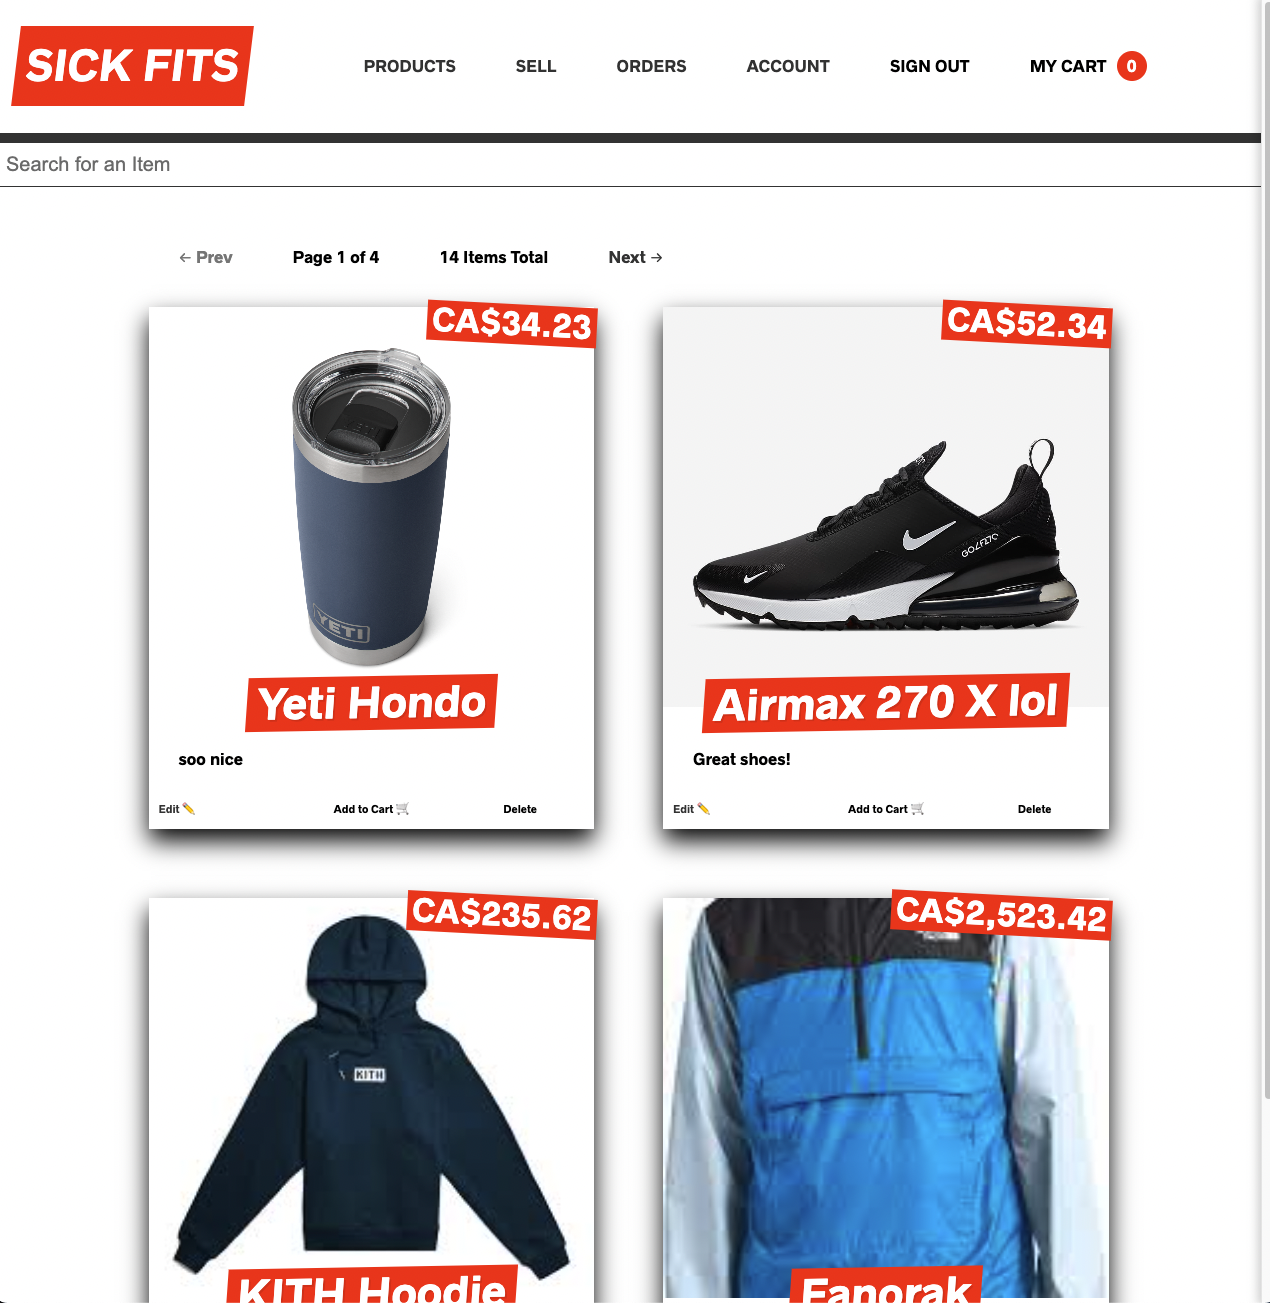 SICK FITS
PRODUCTS
SELL
ORDERS
ACCOUNT
SIGN OUT
MY CART
0
Search for an Item
← Prev
Page 1 of 4
14 Items Total
Next →
CA$34.23
YETI
Yeti Hondo
soo nice
Edit ✏️
Add to Cart 🛒
Delete
CA$52.34
GOLF270
Airmax 270 X lol
Great shoes!
Edit ✏️
Add to Cart 🛒
Delete
CA$235.62
KITH
KITH Hoodie
CA$2,523.42
Fanorak